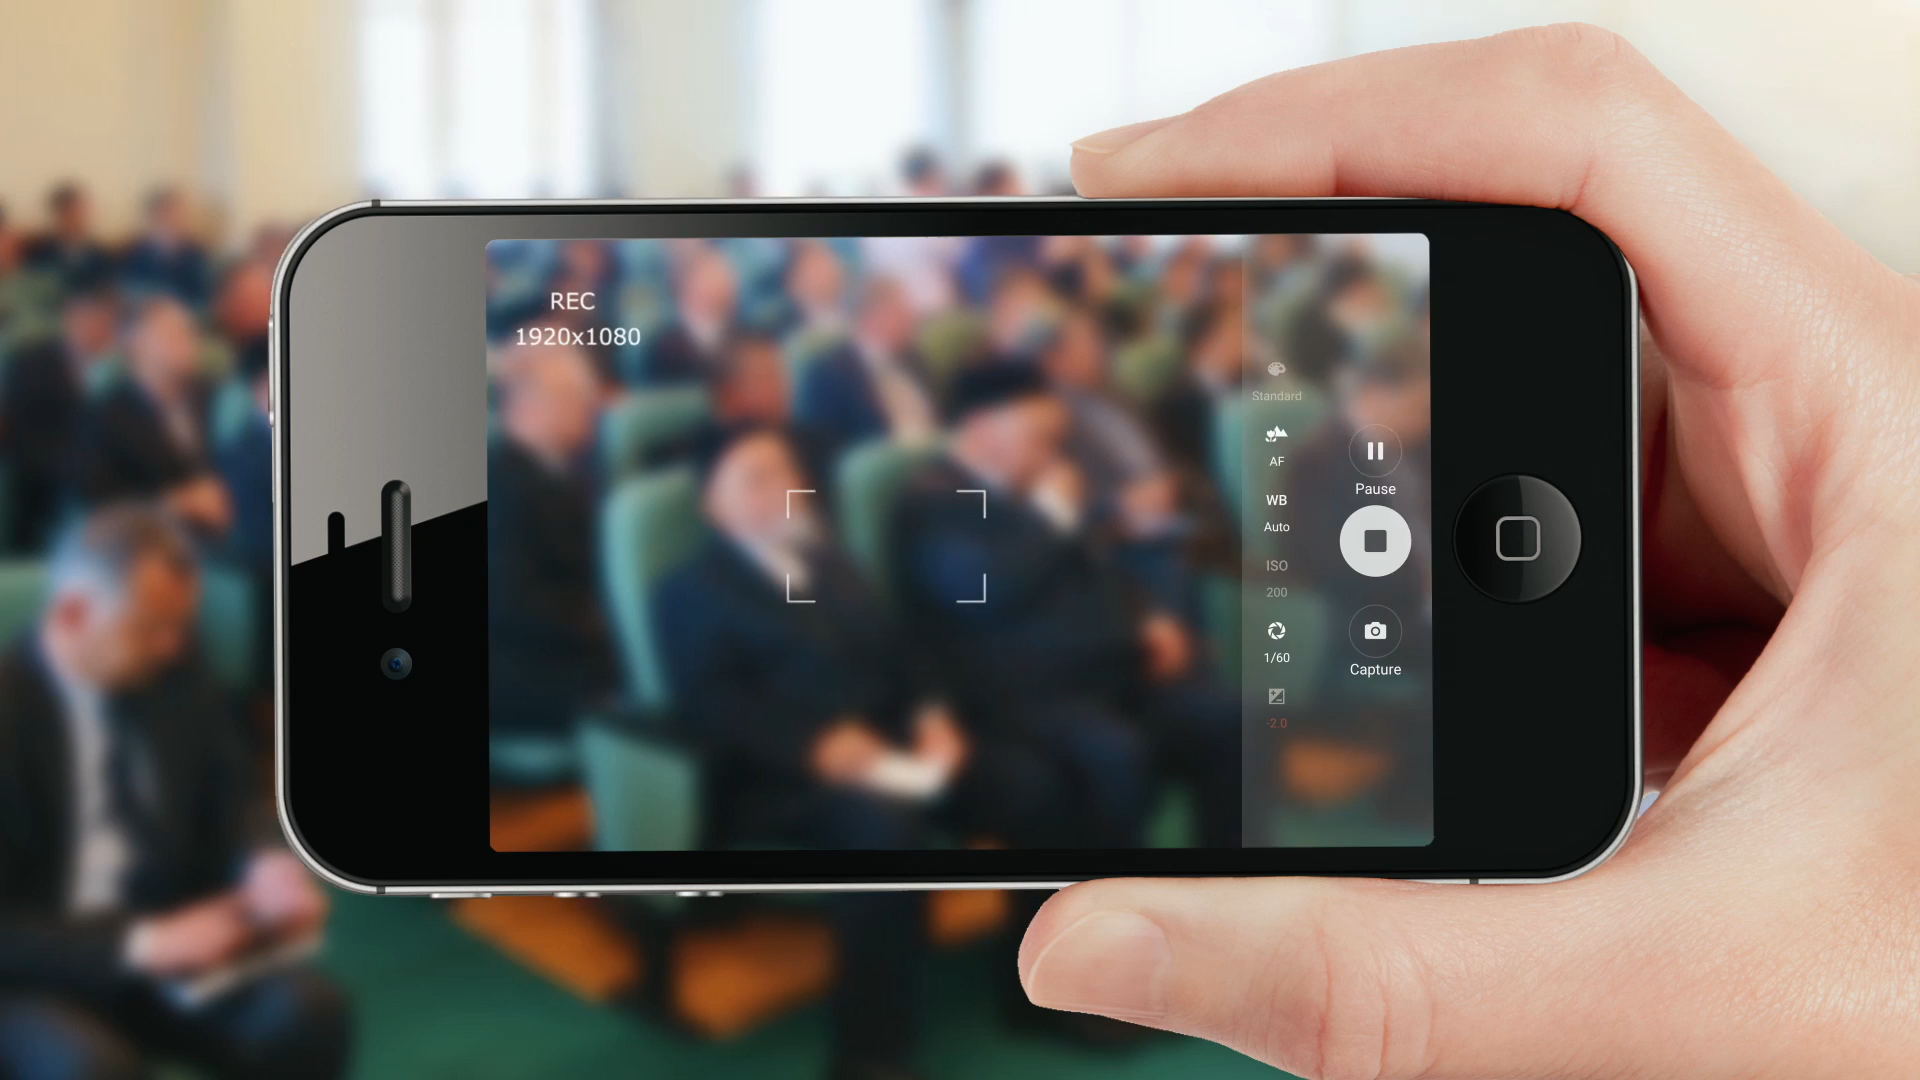 REC
1920x1080
Standard
AF
WB
Auto
ISO
200
1/60
-2.0
Pause
Capture